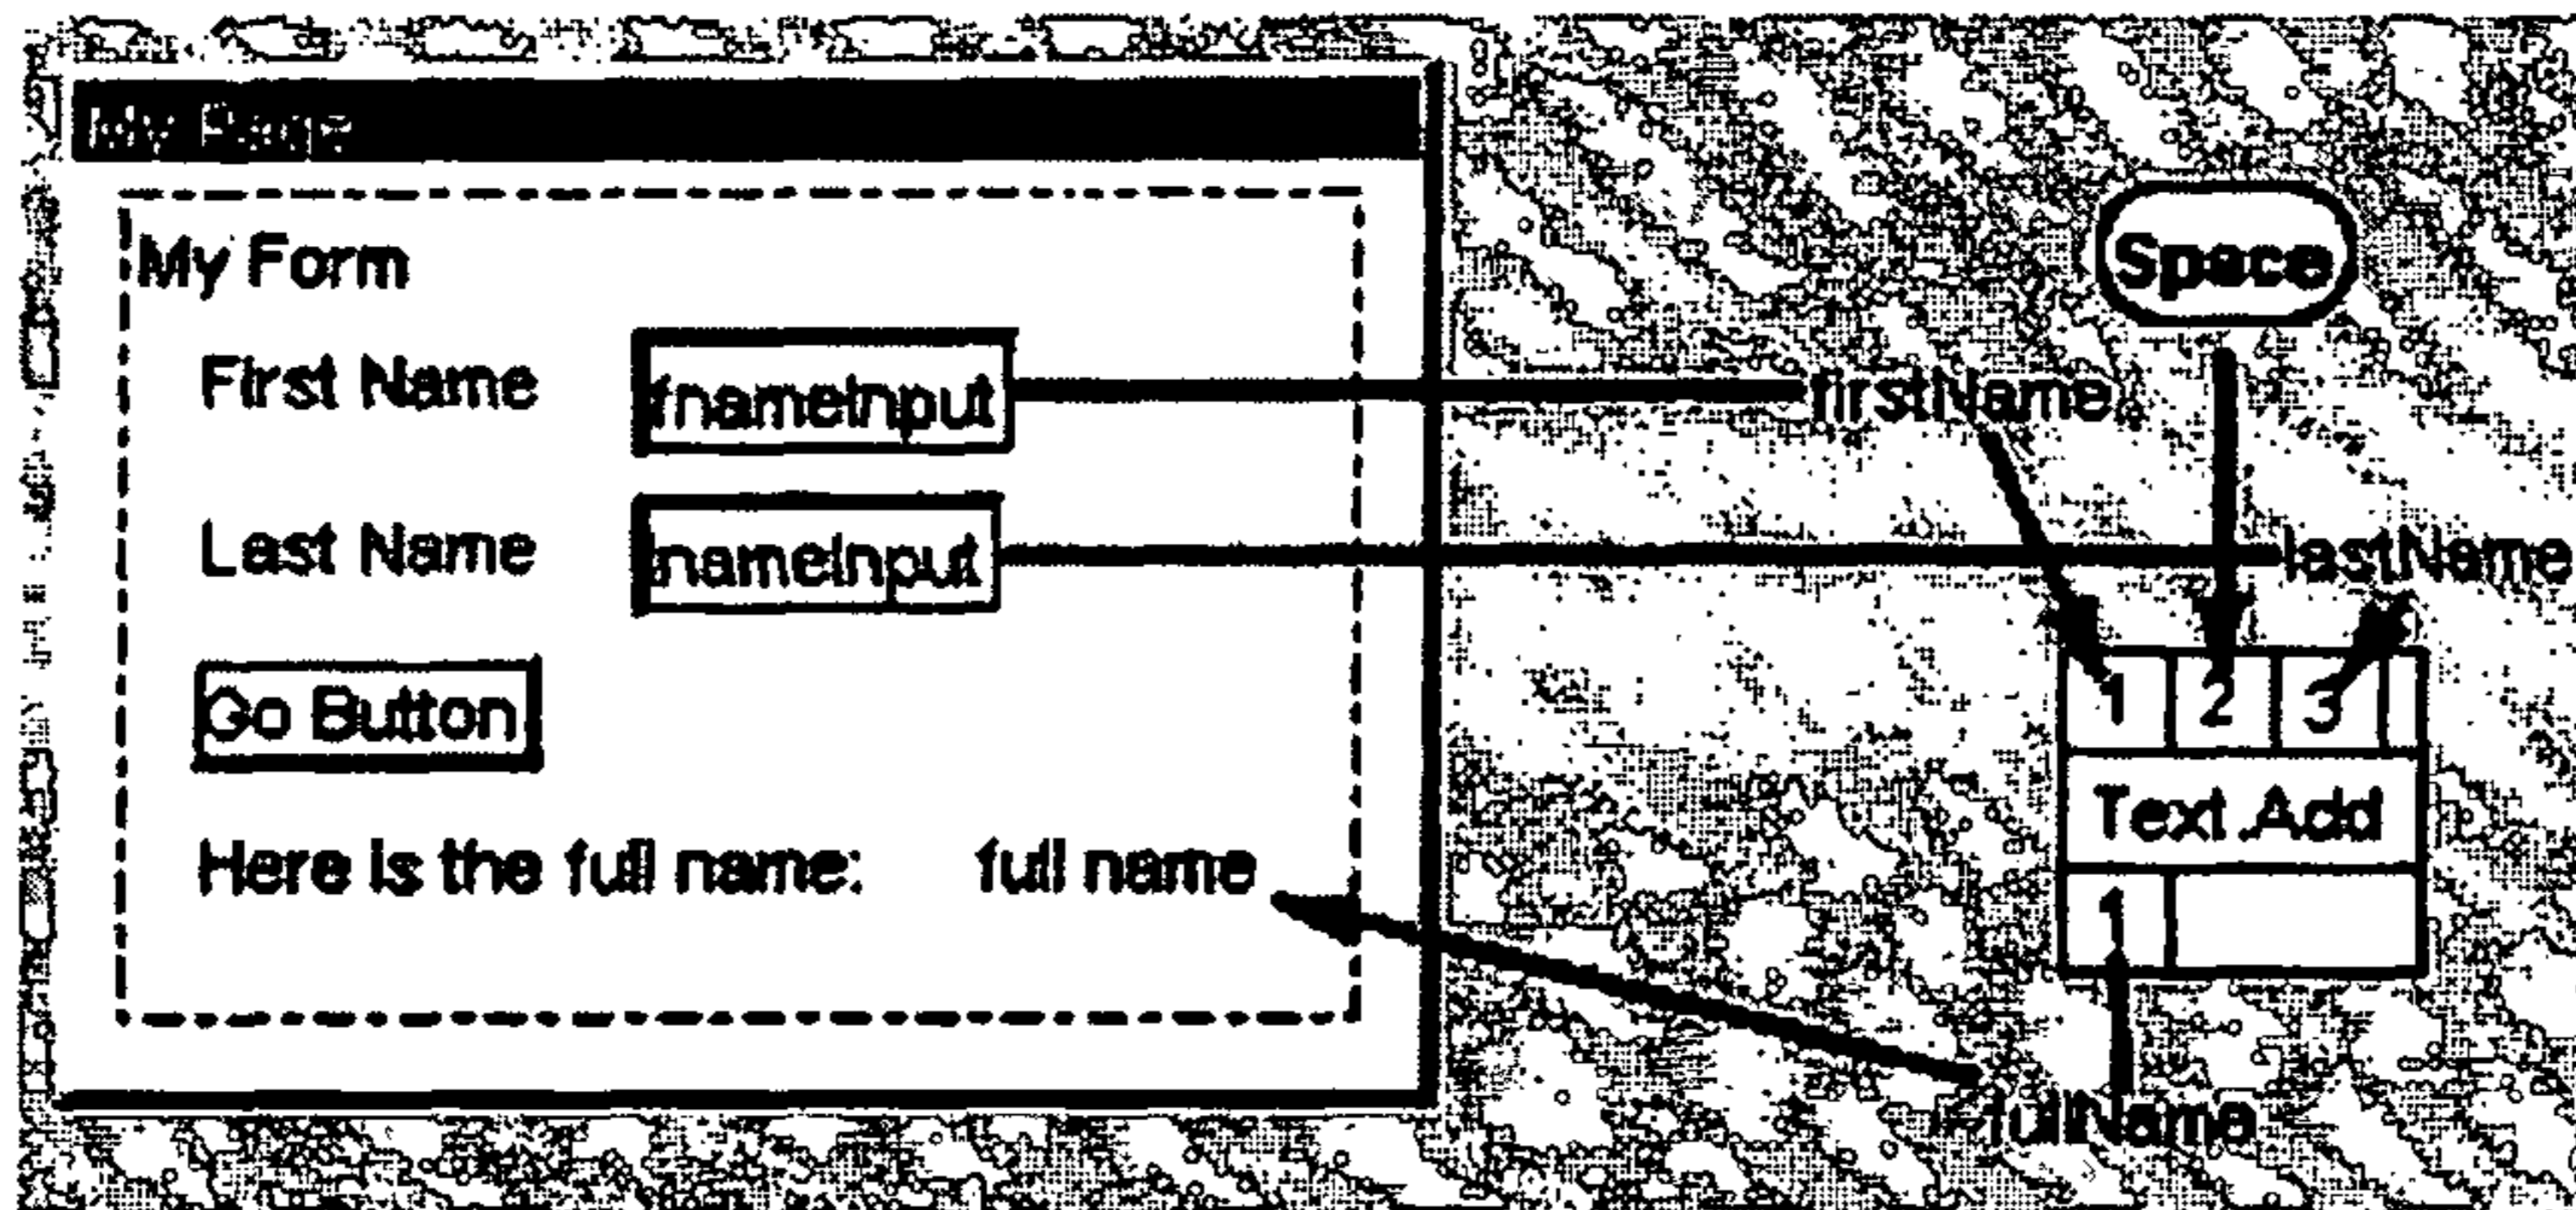 My Page
My Form
Space
First Name
fnameInput
firstName
Last Name
lnameInput
lastName
Go Button
1 2 3
Text.Add
Here is the full name: full name
1
fullName